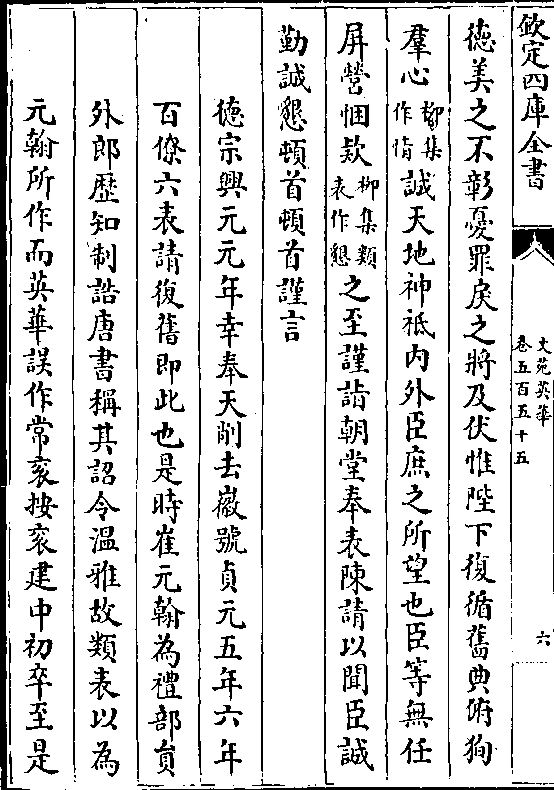 欽定四庫全書
文苑英華
卷五百五十五
六
德美之不彰憂罪戾之將及伏惟陛下復循舊典俯狥
羣心柳集作情誠天地神祇内外臣庶之所望也臣等無任
屏營悃欵柳集類表作懇之至謹詣朝堂奉表陳請以聞臣誠
勤誠懇頓首頓首謹言
德宗興元元年幸奉天削去徽號貞元五年六年
百僚六表請復舊即此也是時崔元翰為禮部員
外郎歴知制誥唐書稱其詔令温雅故類表以為
元翰所作而英華誤作常衮按衮建中初卒至是